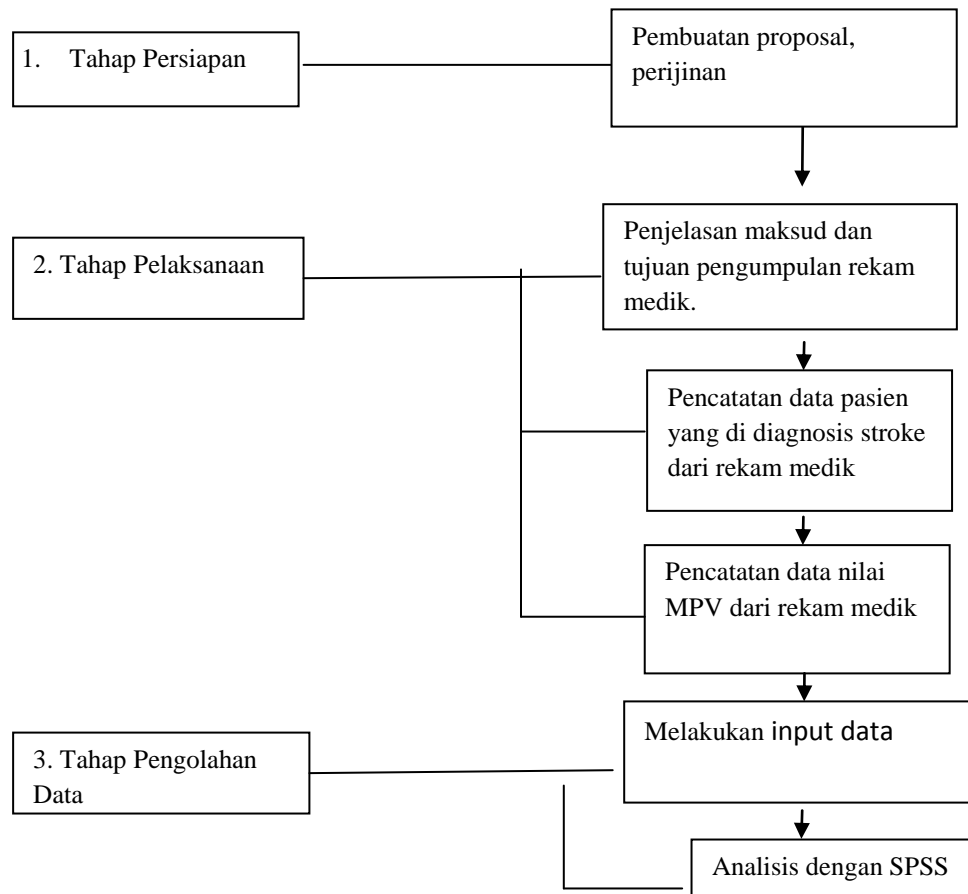 1. Tahap Persiapan
Pembuatan proposal,
perijinan
2. Tahap Pelaksanaan
Penjelasan maksud dan
tujuan pengumpulan rekam
medik.
Pencatatan data pasien
yang di diagnosis stroke
dari rekam medik
Pencatatan data nilai
MPV dari rekam medik
3. Tahap Pengolahan
Data
Melakukan input data
Analisis dengan SPSS